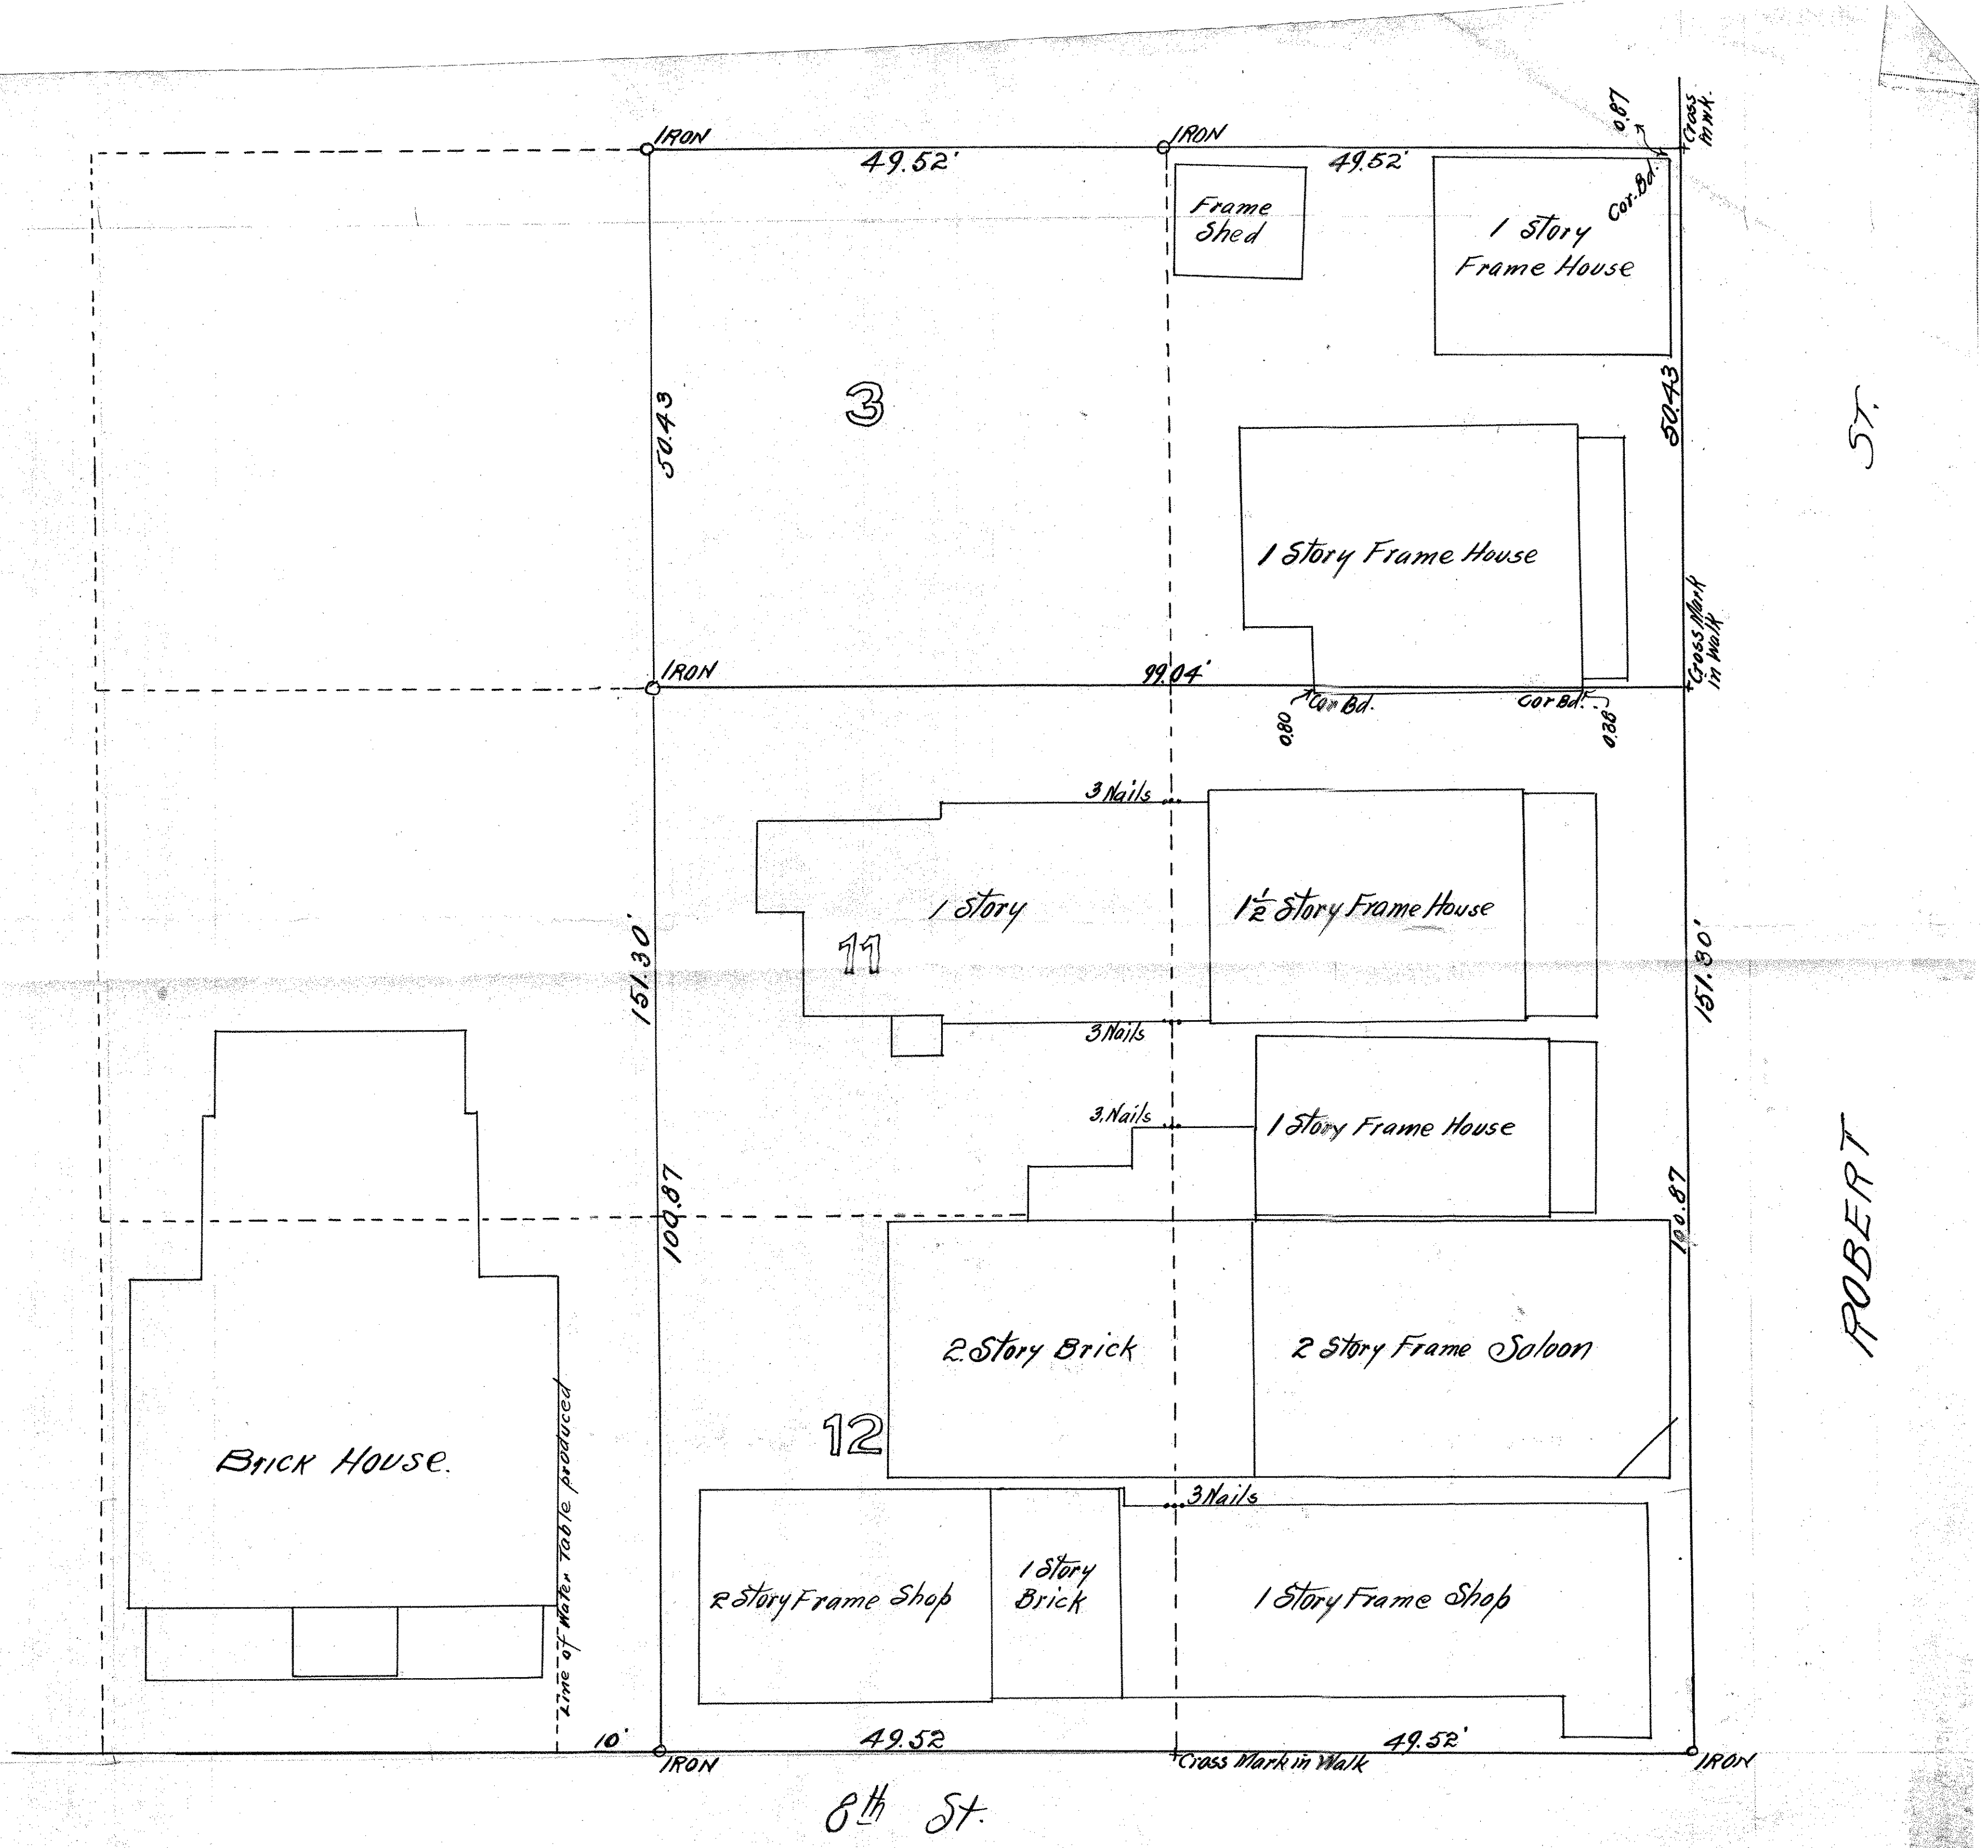 IRON
49.52'
IRON
49.52'
0.87
Cross
in wk.
Cor. Bd.
Frame
Shed
1 Story
Frame House
3
50.43
50.43
ST.
1 Story Frame House
Cross Mark
in Walk
IRON
99.04'
0.80
Cor Bd.
Cor Bd.
0.38
3 Nails
1 Story
1½ Story Frame House
11
151.30'
151.30'
3 Nails
3 Nails
1 Story Frame House
100.87
100.87
ROBERT
2 Story Brick
2 Story Frame Saloon
12
Brick House.
Line of Water Table produced
3 Nails
2 Story Frame Shop
1 Story
Brick
1 Story Frame Shop
10'
49.52
49.52'
IRON
Cross Mark in Walk
IRON
8th St.